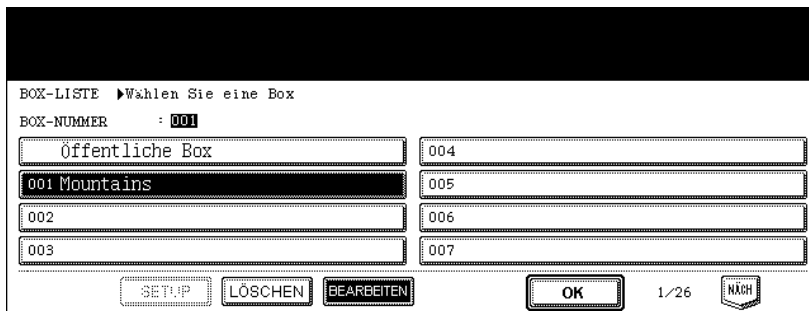 BOX-LISTE ▶Wählen Sie eine Box
BOX-NUMMER : 001
Öffentliche Box
001 Mountains
002
003
004
005
006
007
SETUP LÖSCHEN BEARBEITEN OK 1/26 NÄCH